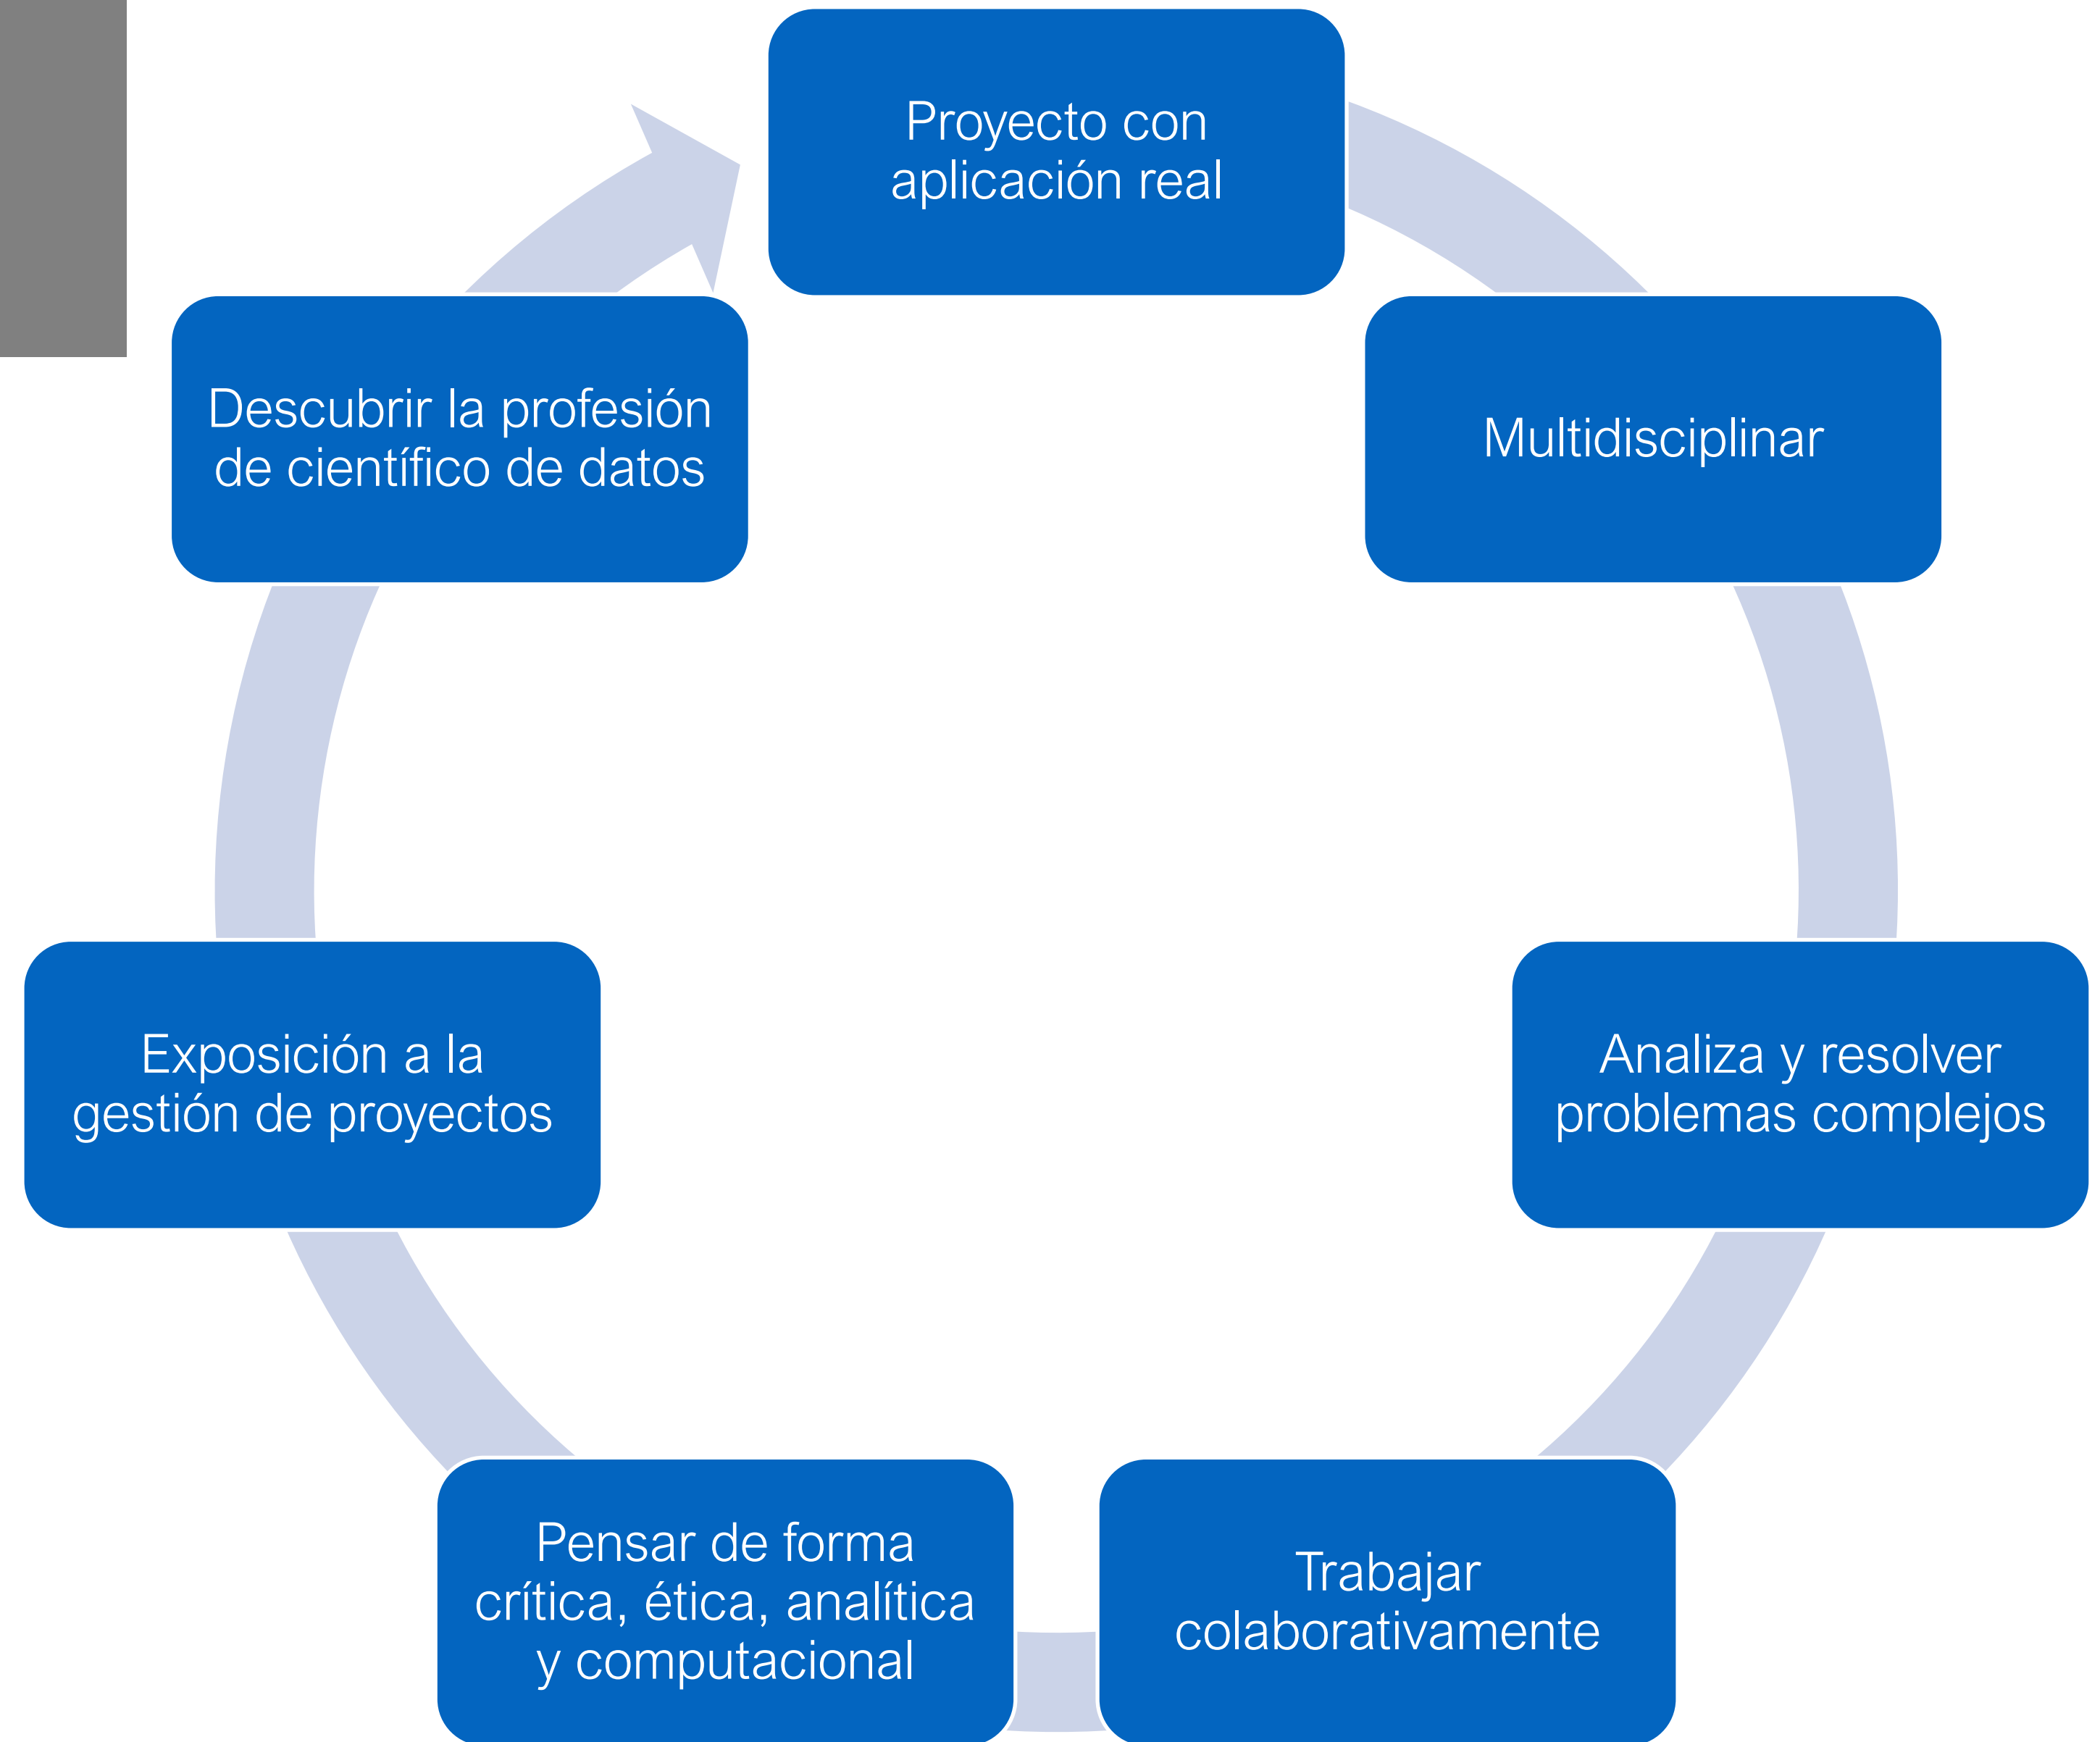 Proyecto con
aplicación real
Multidisciplinar
Analiza y resolver
problemas complejos
Trabajar
colaborativamente
Pensar de forma
crítica, ética, analítica
y computacional
Exposición a la
gestión de proyectos
Descubrir la profesión
de científico de datos